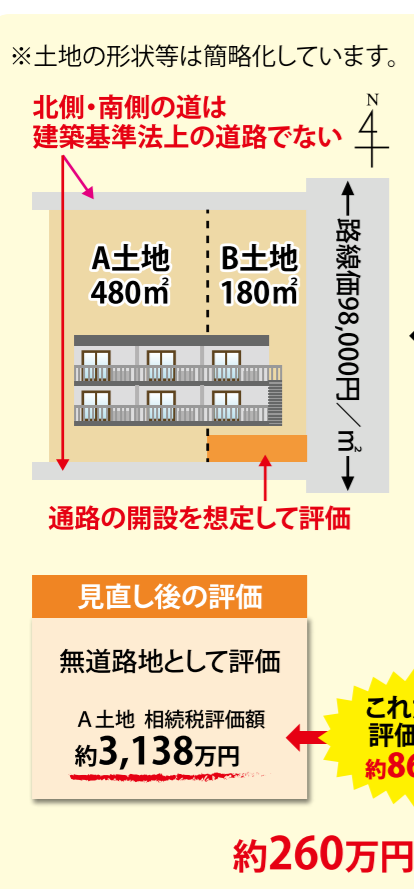 ※土地の形状等は簡略化しています。
北側・南側の道は
建築基準法上の道路でない
N
A土地
480㎡
B土地
180㎡
路線価98,000円／㎡
通路の開設を想定して評価
見直し後の評価
無道路地として評価
A土地 相続税評価額
約3,138万円
これ
評価
約86
約260万円